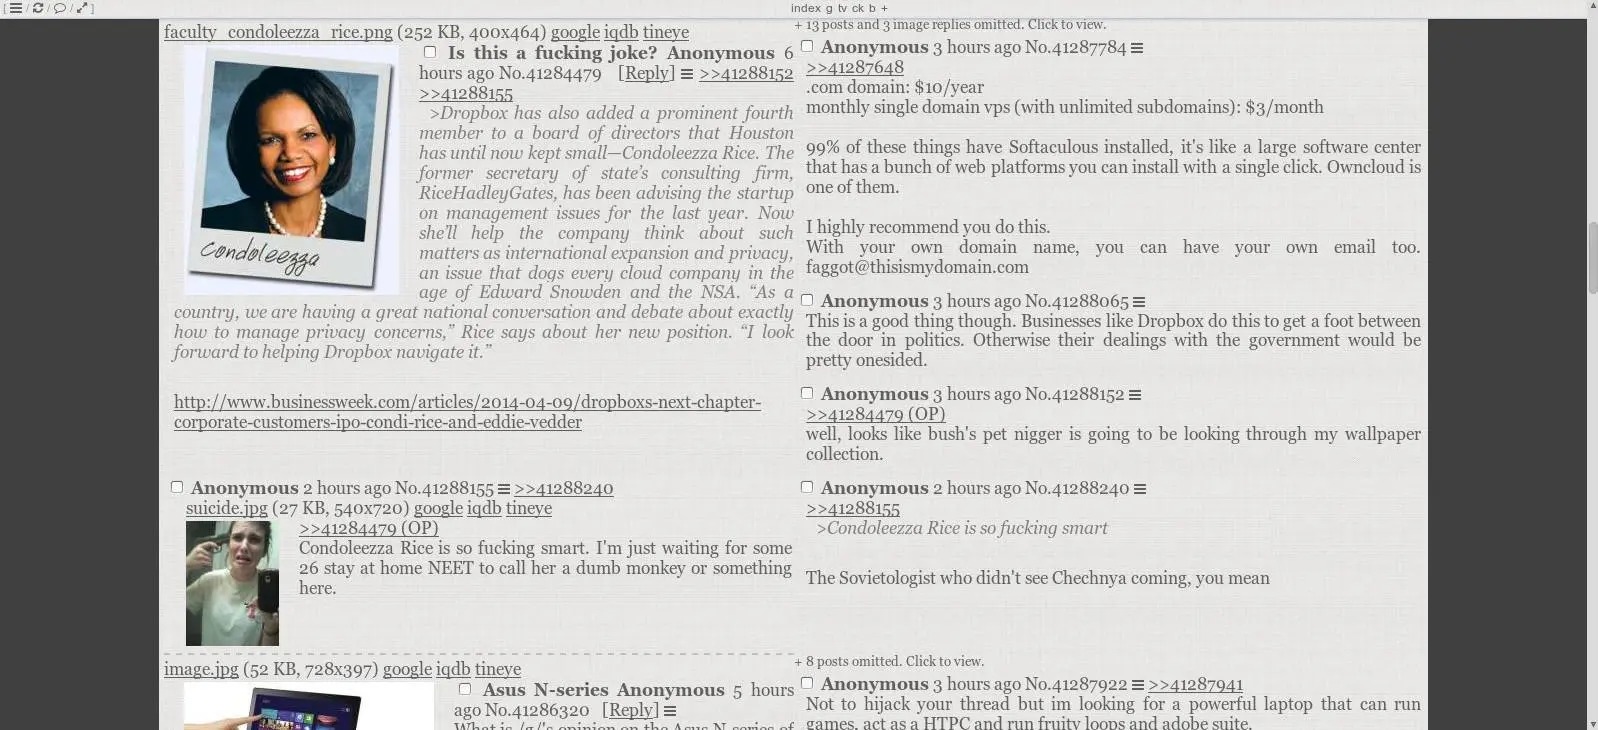 [ / / / ]
index g tv ck b +
faculty_condoleezza_rice.png (252 KB, 400x464) google iqdb tineye
Condoleezza
Is this a fucking joke? Anonymous 6
hours ago No.41284479 [Reply] >>41288152
>>41288155
>Dropbox has also added a prominent fourth
member to a board of directors that Houston
has until now kept small—Condoleezza Rice. The
former secretary of state’s consulting firm,
RiceHadleyGates, has been advising the startup
on management issues for the last year. Now
she’ll help the company think about such
matters as international expansion and privacy,
an issue that dogs every cloud company in the
age of Edward Snowden and the NSA. “As a
country, we are having a great national conversation and debate about exactly
how to manage privacy concerns,” Rice says about her new position. “I look
forward to helping Dropbox navigate it.”
http://www.businessweek.com/articles/2014-04-09/dropboxs-next-chapter-
corporate-customers-ipo-condi-rice-and-eddie-vedder
Anonymous 2 hours ago No.41288155 >>41288240
suicide.jpg (27 KB, 540x720) google iqdb tineye
>>41284479 (OP)
Condoleezza Rice is so fucking smart. I'm just waiting for some
26 stay at home NEET to call her a dumb monkey or something
here.
+ 13 posts and 3 image replies omitted. Click to view.
Anonymous 3 hours ago No.41287784
>>41287648
.com domain: $10/year
monthly single domain vps (with unlimited subdomains): $3/month
99% of these things have Softaculous installed, it's like a large software center
that has a bunch of web platforms you can install with a single click. Owncloud is
one of them.
I highly recommend you do this.
With your own domain name, you can have your own email too.
faggot@thisismydomain.com
Anonymous 3 hours ago No.41288065
This is a good thing though. Businesses like Dropbox do this to get a foot between
the door in politics. Otherwise their dealings with the government would be
pretty onesided.
Anonymous 3 hours ago No.41288152
>>41284479 (OP)
well, looks like bush's pet nigger is going to be looking through my wallpaper
collection.
Anonymous 2 hours ago No.41288240
>>41288155
>Condoleezza Rice is so fucking smart
The Sovietologist who didn't see Chechnya coming, you mean
image.jpg (52 KB, 728x397) google iqdb tineye
Asus N-series Anonymous 5 hours
ago No.41286320 [Reply]
What is /g/'s opinion on the Asus N-series of
+ 8 posts omitted. Click to view.
Anonymous 3 hours ago No.41287922 >>41287941
Not to hijack your thread but im looking for a powerful laptop that can run
games, act as a HTPC and run fruity loops and adobe suite.